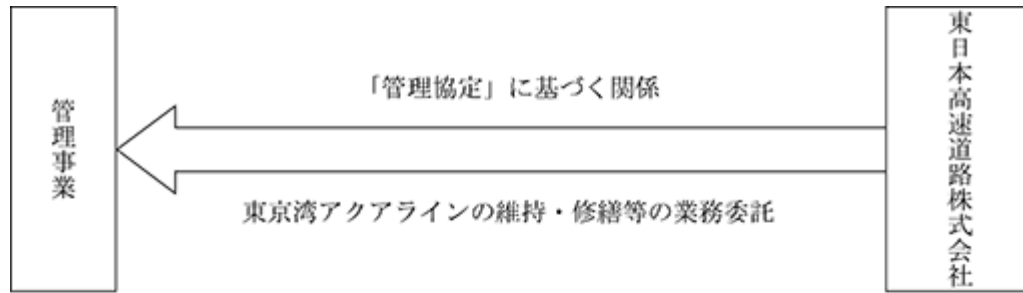 管理事業
「管理協定」に基づく関係
東京湾アクアラインの維持・修繕等の業務委託
東日本高速道路株式会社